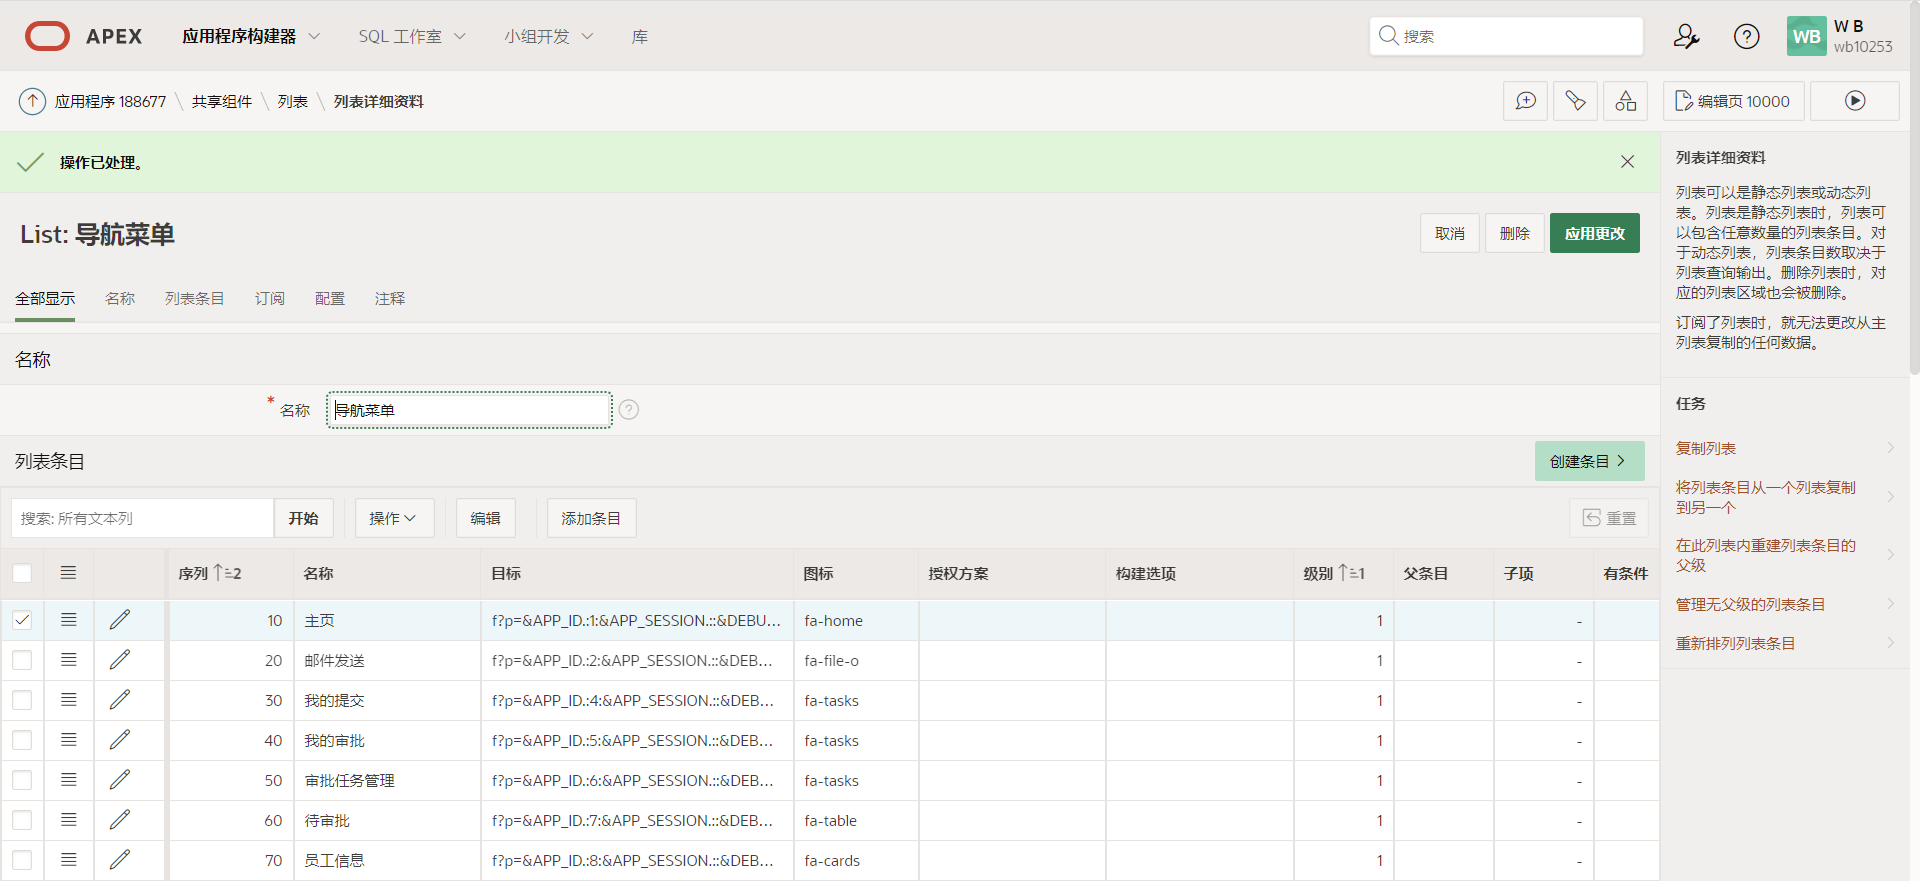 APEX
应用程序构建器
SQL 工作室
小组开发
库
搜索
WB
W B
wb10253
应用程序 188677
共享组件
列表
列表详细资料
编辑页 10000
操作已处理。
List: 导航菜单
取消
删除
应用更改
全部显示
名称
列表条目
订阅
配置
注释
名称
* 名称
导航菜单
?
列表条目
创建条目
搜索: 所有文本列
开始
操作
编辑
添加条目
重置
序列 2
名称
目标
图标
授权方案
构建选项
级别 1
父条目
子项
有条件
10 主页 f?p=&APP_ID.:1:&APP_SESSION.::&DEBU... fa-home 1 -
20 邮件发送 f?p=&APP_ID.:2:&APP_SESSION.::&DEB... fa-file-o 1 -
30 我的提交 f?p=&APP_ID.:4:&APP_SESSION.::&DEB... fa-tasks 1 -
40 我的审批 f?p=&APP_ID.:5:&APP_SESSION.::&DEB... fa-tasks 1 -
50 审批任务管理 f?p=&APP_ID.:6:&APP_SESSION.::&DEB... fa-tasks 1 -
60 待审批 f?p=&APP_ID.:7:&APP_SESSION.::&DEB... fa-table 1 -
70 员工信息 f?p=&APP_ID.:8:&APP_SESSION.::&DEB... fa-cards 1 -
列表详细资料
列表可以是静态列表或动态列
表。列表是静态列表时，列表可
以包含任意数量的列表条目。对
于动态列表，列表条目数取决于
列表查询输出。删除列表时，对
应的列表区域也会被删除。
订阅了列表时，就无法更改从主
列表复制的任何数据。
任务
复制列表
将列表条目从一个列表复制
到另一个
在此列表内重建列表条目的
父级
管理无父级的列表条目
重新排列列表条目